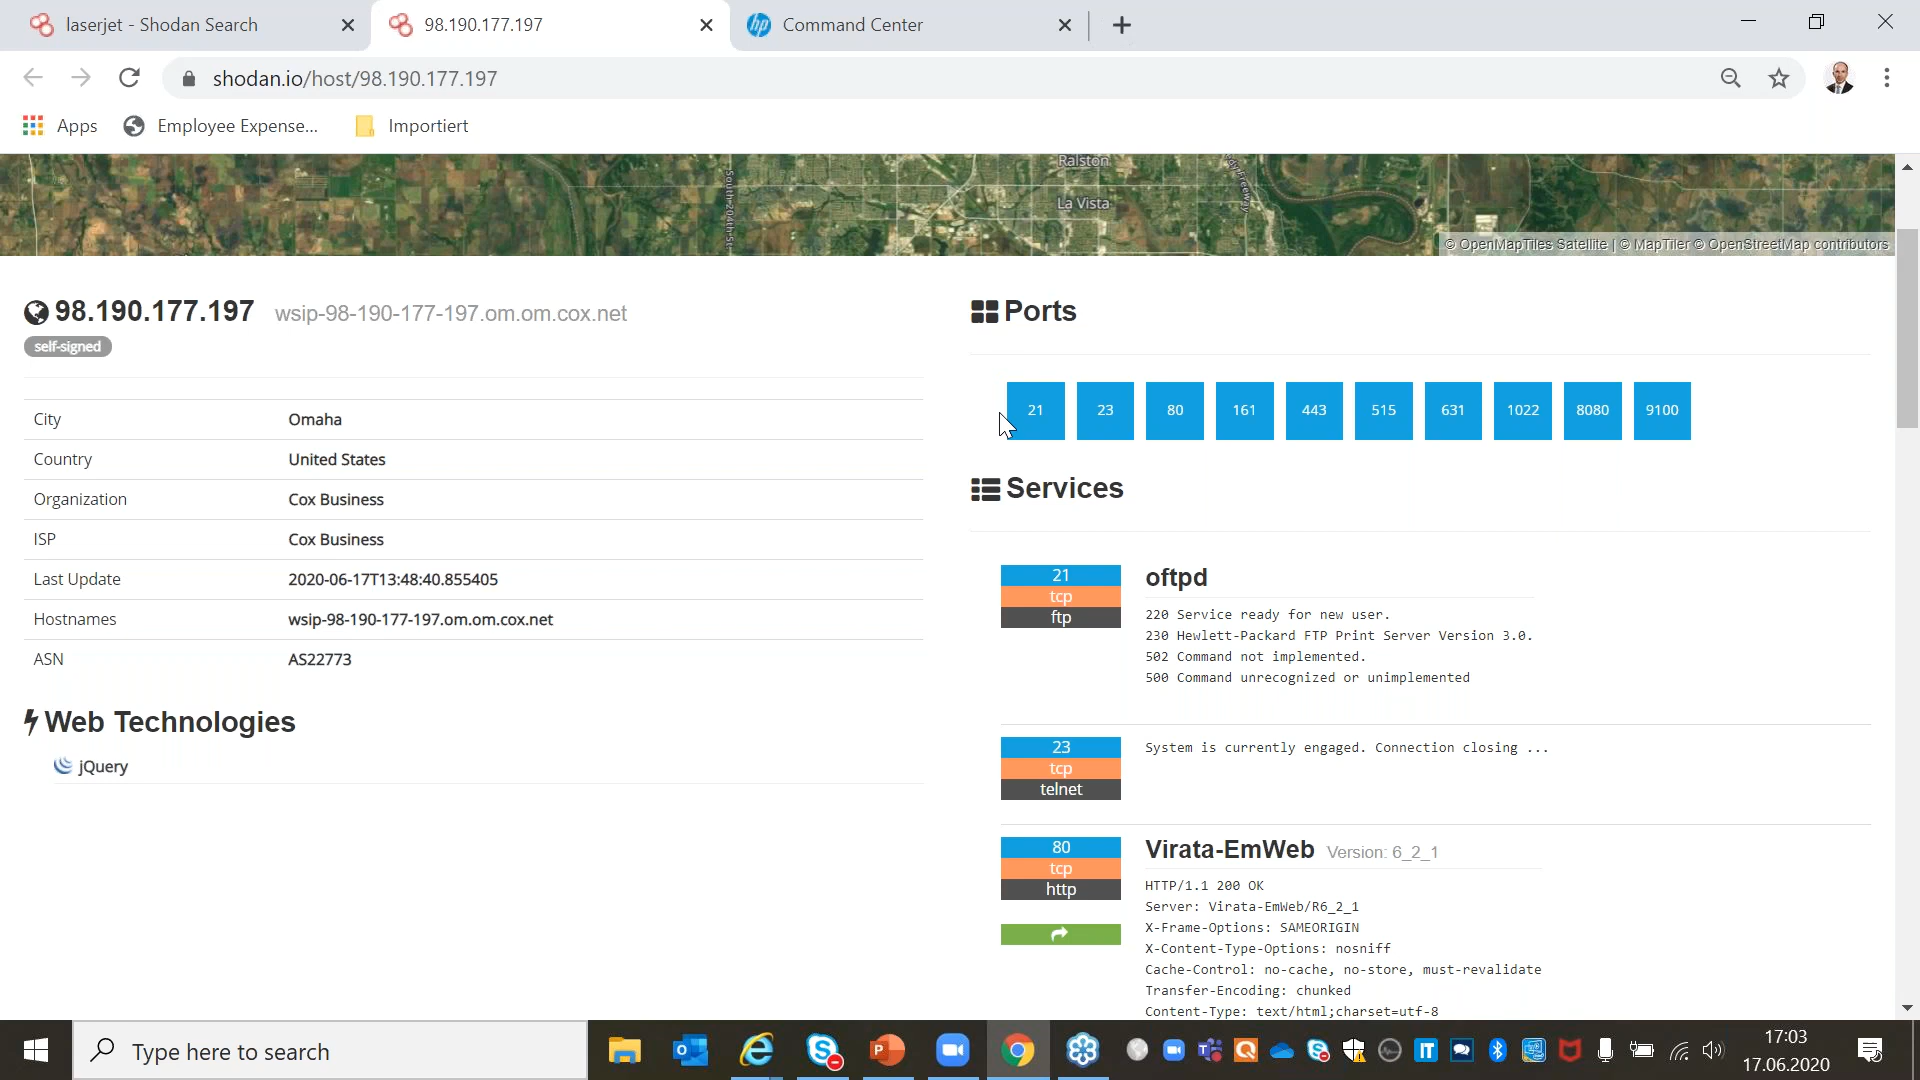 laserjet - Shodan Search
98.190.177.197
Command Center
shodan.io/host/98.190.177.197
Apps
Employee Expense...
Importiert
Ralston
La Vista
South 204th St
© OpenMapTiles Satellite | © MapTiler © OpenStreetMap contributors
98.190.177.197 wsip-98-190-177-197.om.om.cox.net
self-signed
City Omaha
Country United States
Organization Cox Business
ISP Cox Business
Last Update 2020-06-17T13:48:40.855405
Hostnames wsip-98-190-177-197.om.om.cox.net
ASN AS22773
Web Technologies
jQuery
Ports
21 23 80 161 443 515 631 1022 8080 9100
Services
21
tcp
ftp
oftpd
220 Service ready for new user.
230 Hewlett-Packard FTP Print Server Version 3.0.
502 Command not implemented.
500 Command unrecognized or unimplemented
23
tcp
telnet
System is currently engaged. Connection closing ...
80
tcp
http
Virata-EmWeb Version: 6_2_1
HTTP/1.1 200 OK
Server: Virata-EmWeb/R6_2_1
X-Frame-Options: SAMEORIGIN
X-Content-Type-Options: nosniff
Cache-Control: no-cache, no-store, must-revalidate
Transfer-Encoding: chunked
Content-Type: text/html;charset=utf-8
Type here to search
17:03
17.06.2020